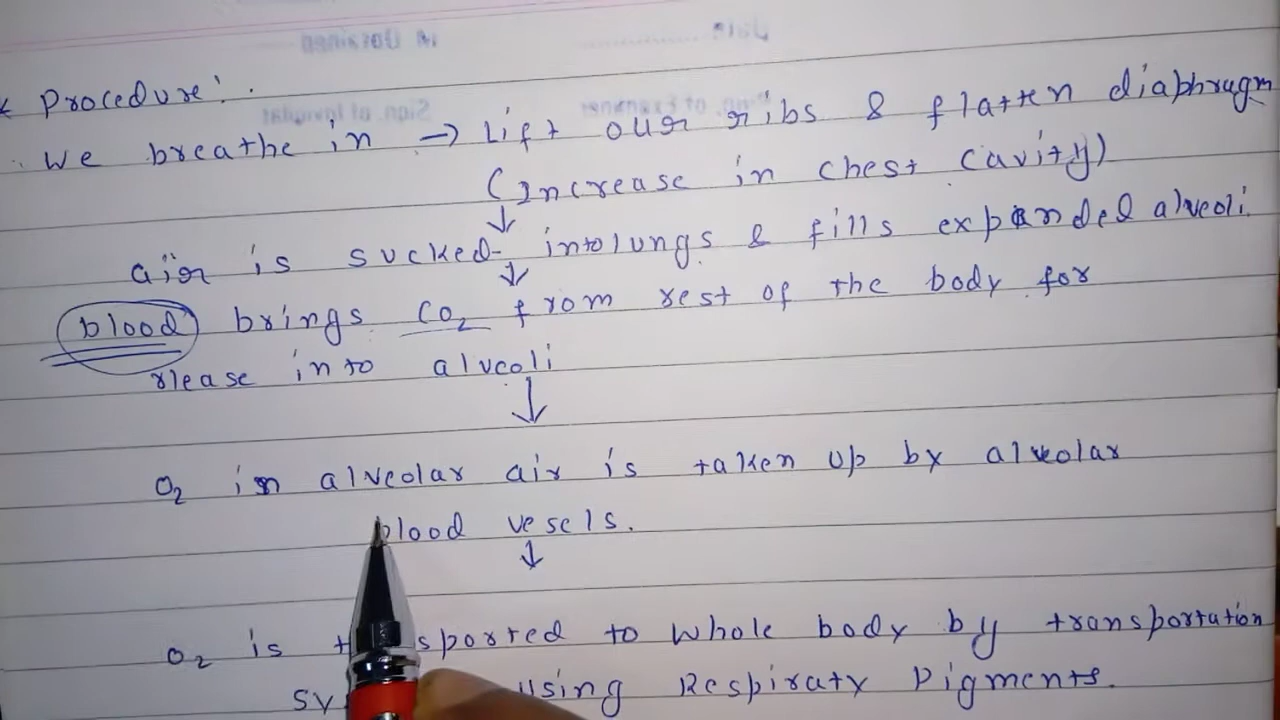 * Procedure:
We breathe in → Lift our ribs & flatten diaphragm
(Increase in chest cavity)
↓
air is sucked into lungs & fills expanded alveoli.
↓
blood brings CO2 from rest of the body for
rlease into alveoli
↓
O2 in alveolar air is taken up by alveolar
blood vesels.
↓
O2 is to whole body by transportation
using Respiraty Pigments.